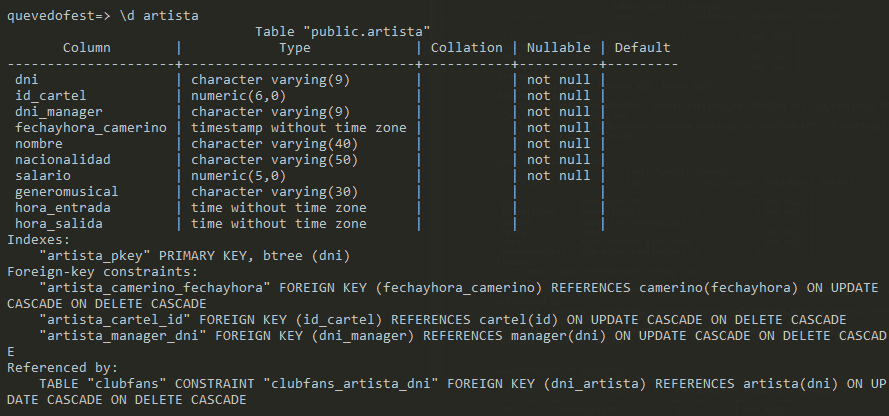 quevedofest=> \d artista
                               Table "public.artista"
       Column        |            Type             | Collation | Nullable | Default
---------------------+-----------------------------+-----------+----------+---------
 dni                 | character varying(9)        |           | not null |
 id_cartel           | numeric(6,0)                |           | not null |
 dni_manager         | character varying(9)        |           | not null |
 fechayhora_camerino | timestamp without time zone |           | not null |
 nombre              | character varying(40)       |           | not null |
 nacionalidad        | character varying(50)       |           | not null |
 salario             | numeric(5,0)                |           | not null |
 generomusical       | character varying(30)       |           |          |
 hora_entrada        | time without time zone      |           |          |
 hora_salida         | time without time zone      |           |          |
Indexes:
    "artista_pkey" PRIMARY KEY, btree (dni)
Foreign-key constraints:
    "artista_camerino_fechayhora" FOREIGN KEY (fechayhora_camerino) REFERENCES camerino(fechayhora) ON UPDATE
CASCADE ON DELETE CASCADE
    "artista_cartel_id" FOREIGN KEY (id_cartel) REFERENCES cartel(id) ON UPDATE CASCADE ON DELETE CASCADE
    "artista_manager_dni" FOREIGN KEY (dni_manager) REFERENCES manager(dni) ON UPDATE CASCADE ON DELETE CASCAD
E
Referenced by:
    TABLE "clubfans" CONSTRAINT "clubfans_artista_dni" FOREIGN KEY (dni_artista) REFERENCES artista(dni) ON UP
DATE CASCADE ON DELETE CASCADE